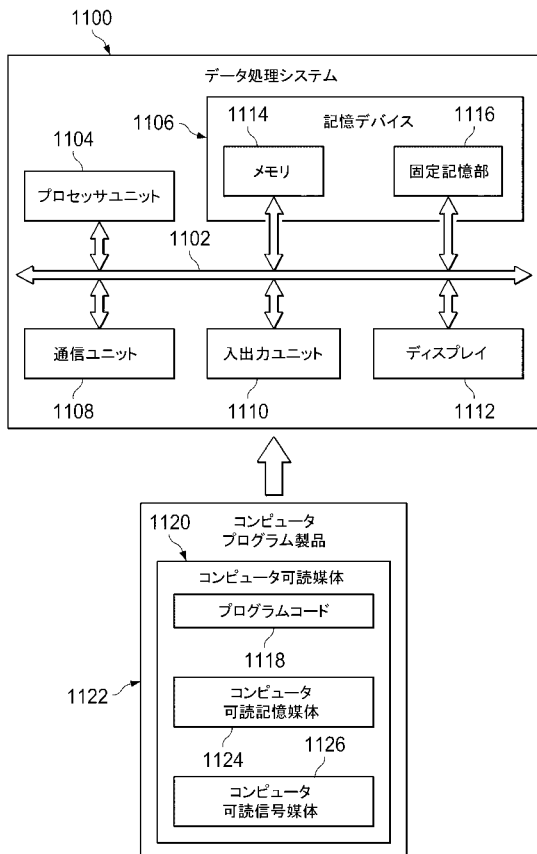 1100
データ処理システム
1106
1114
記憶デバイス
1116
1104
メモリ
固定記憶部
プロセッサユニット
1102
通信ユニット
入出力ユニット
ディスプレイ
1108
1110
1112
コンピュータ
プログラム製品
1120
コンピュータ可読媒体
プログラムコード
1118
1122
コンピュータ
可読記憶媒体
1124
1126
コンピュータ
可読信号媒体